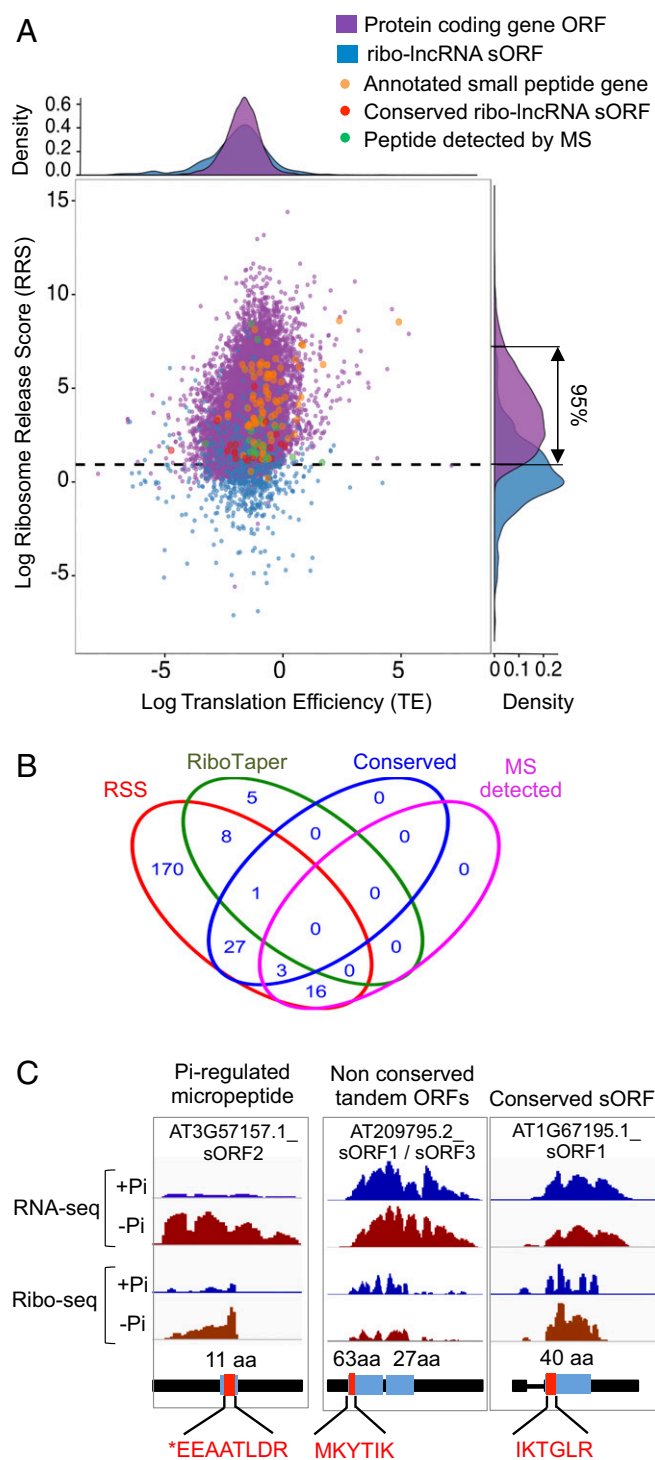 A
Protein coding gene ORF
ribo-lncRNA sORF
Annotated small peptide gene
Conserved ribo-lncRNA sORF
Peptide detected by MS
Density
0.6
0.4
0.2
0.0
Log Ribosome Release Score (RRS)
15
10
5
0
-5
95%
-5 0 5
0 0.1 0.2
Log Translation Efficiency (TE)
Density
B
RiboTaper
Conserved
RSS
MS
detected
5
0
8
0
0
170
0
1
0
0
27
0
3
0
16
C
Pi-regulated
micropeptide
Non conserved
tandem ORFs
Conserved sORF
AT3G57157.1_
sORF2
AT209795.2_
sORF1 / sORF3
AT1G67195.1_
sORF1
RNA-seq
+Pi
-Pi
Ribo-seq
+Pi
-Pi
11 aa
63aa
27aa
40 aa
*EEAATLDR
MKYTIK
IKTGLR